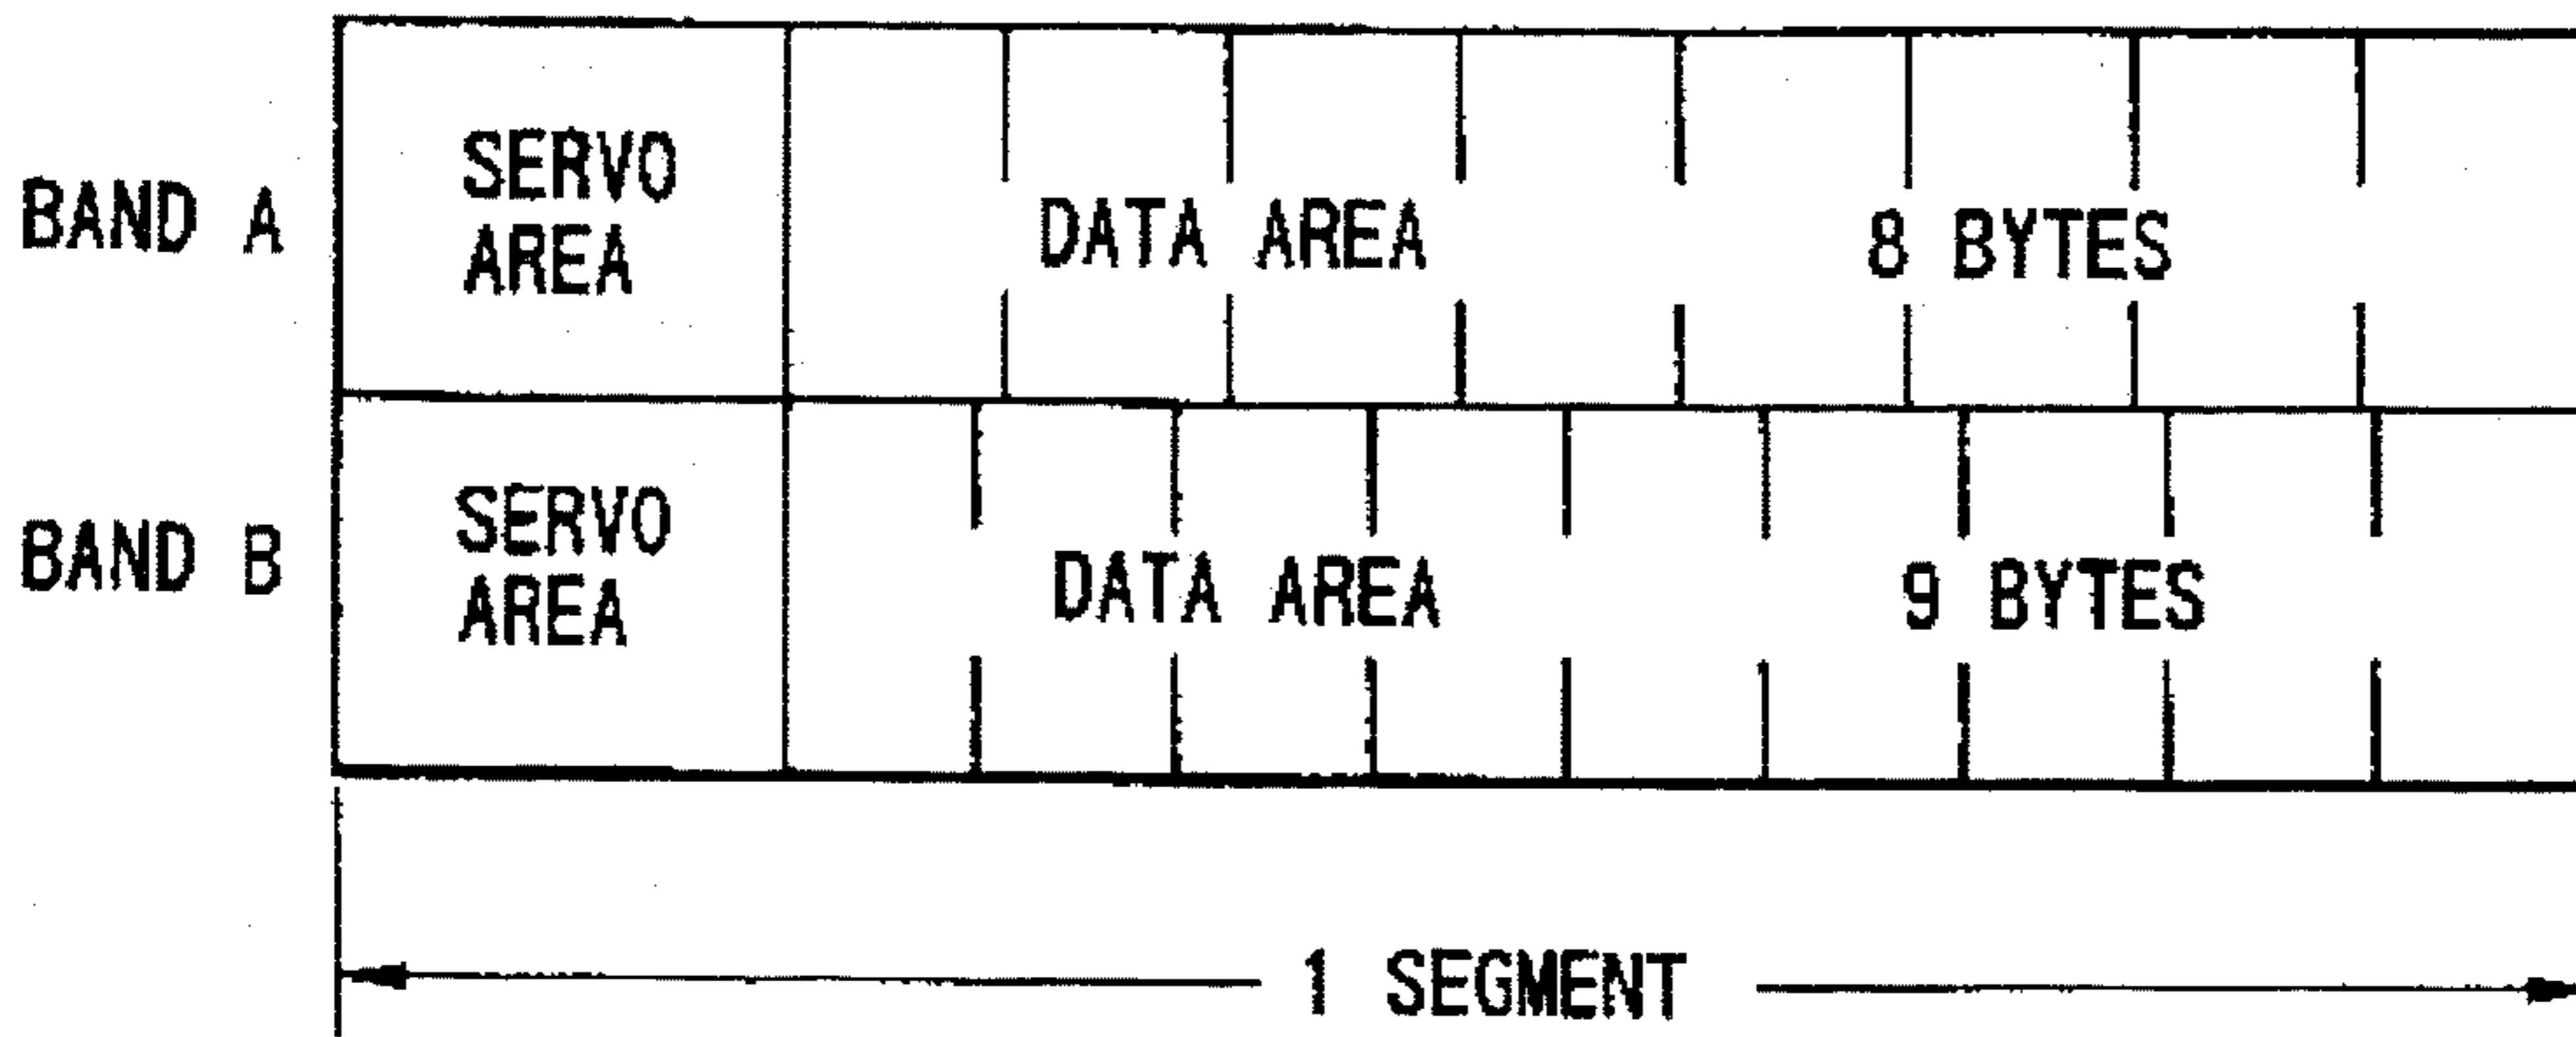 BAND A
SERVO
AREA
DATA AREA
8 BYTES
BAND B
SERVO
AREA
DATA AREA
9 BYTES
1 SEGMENT